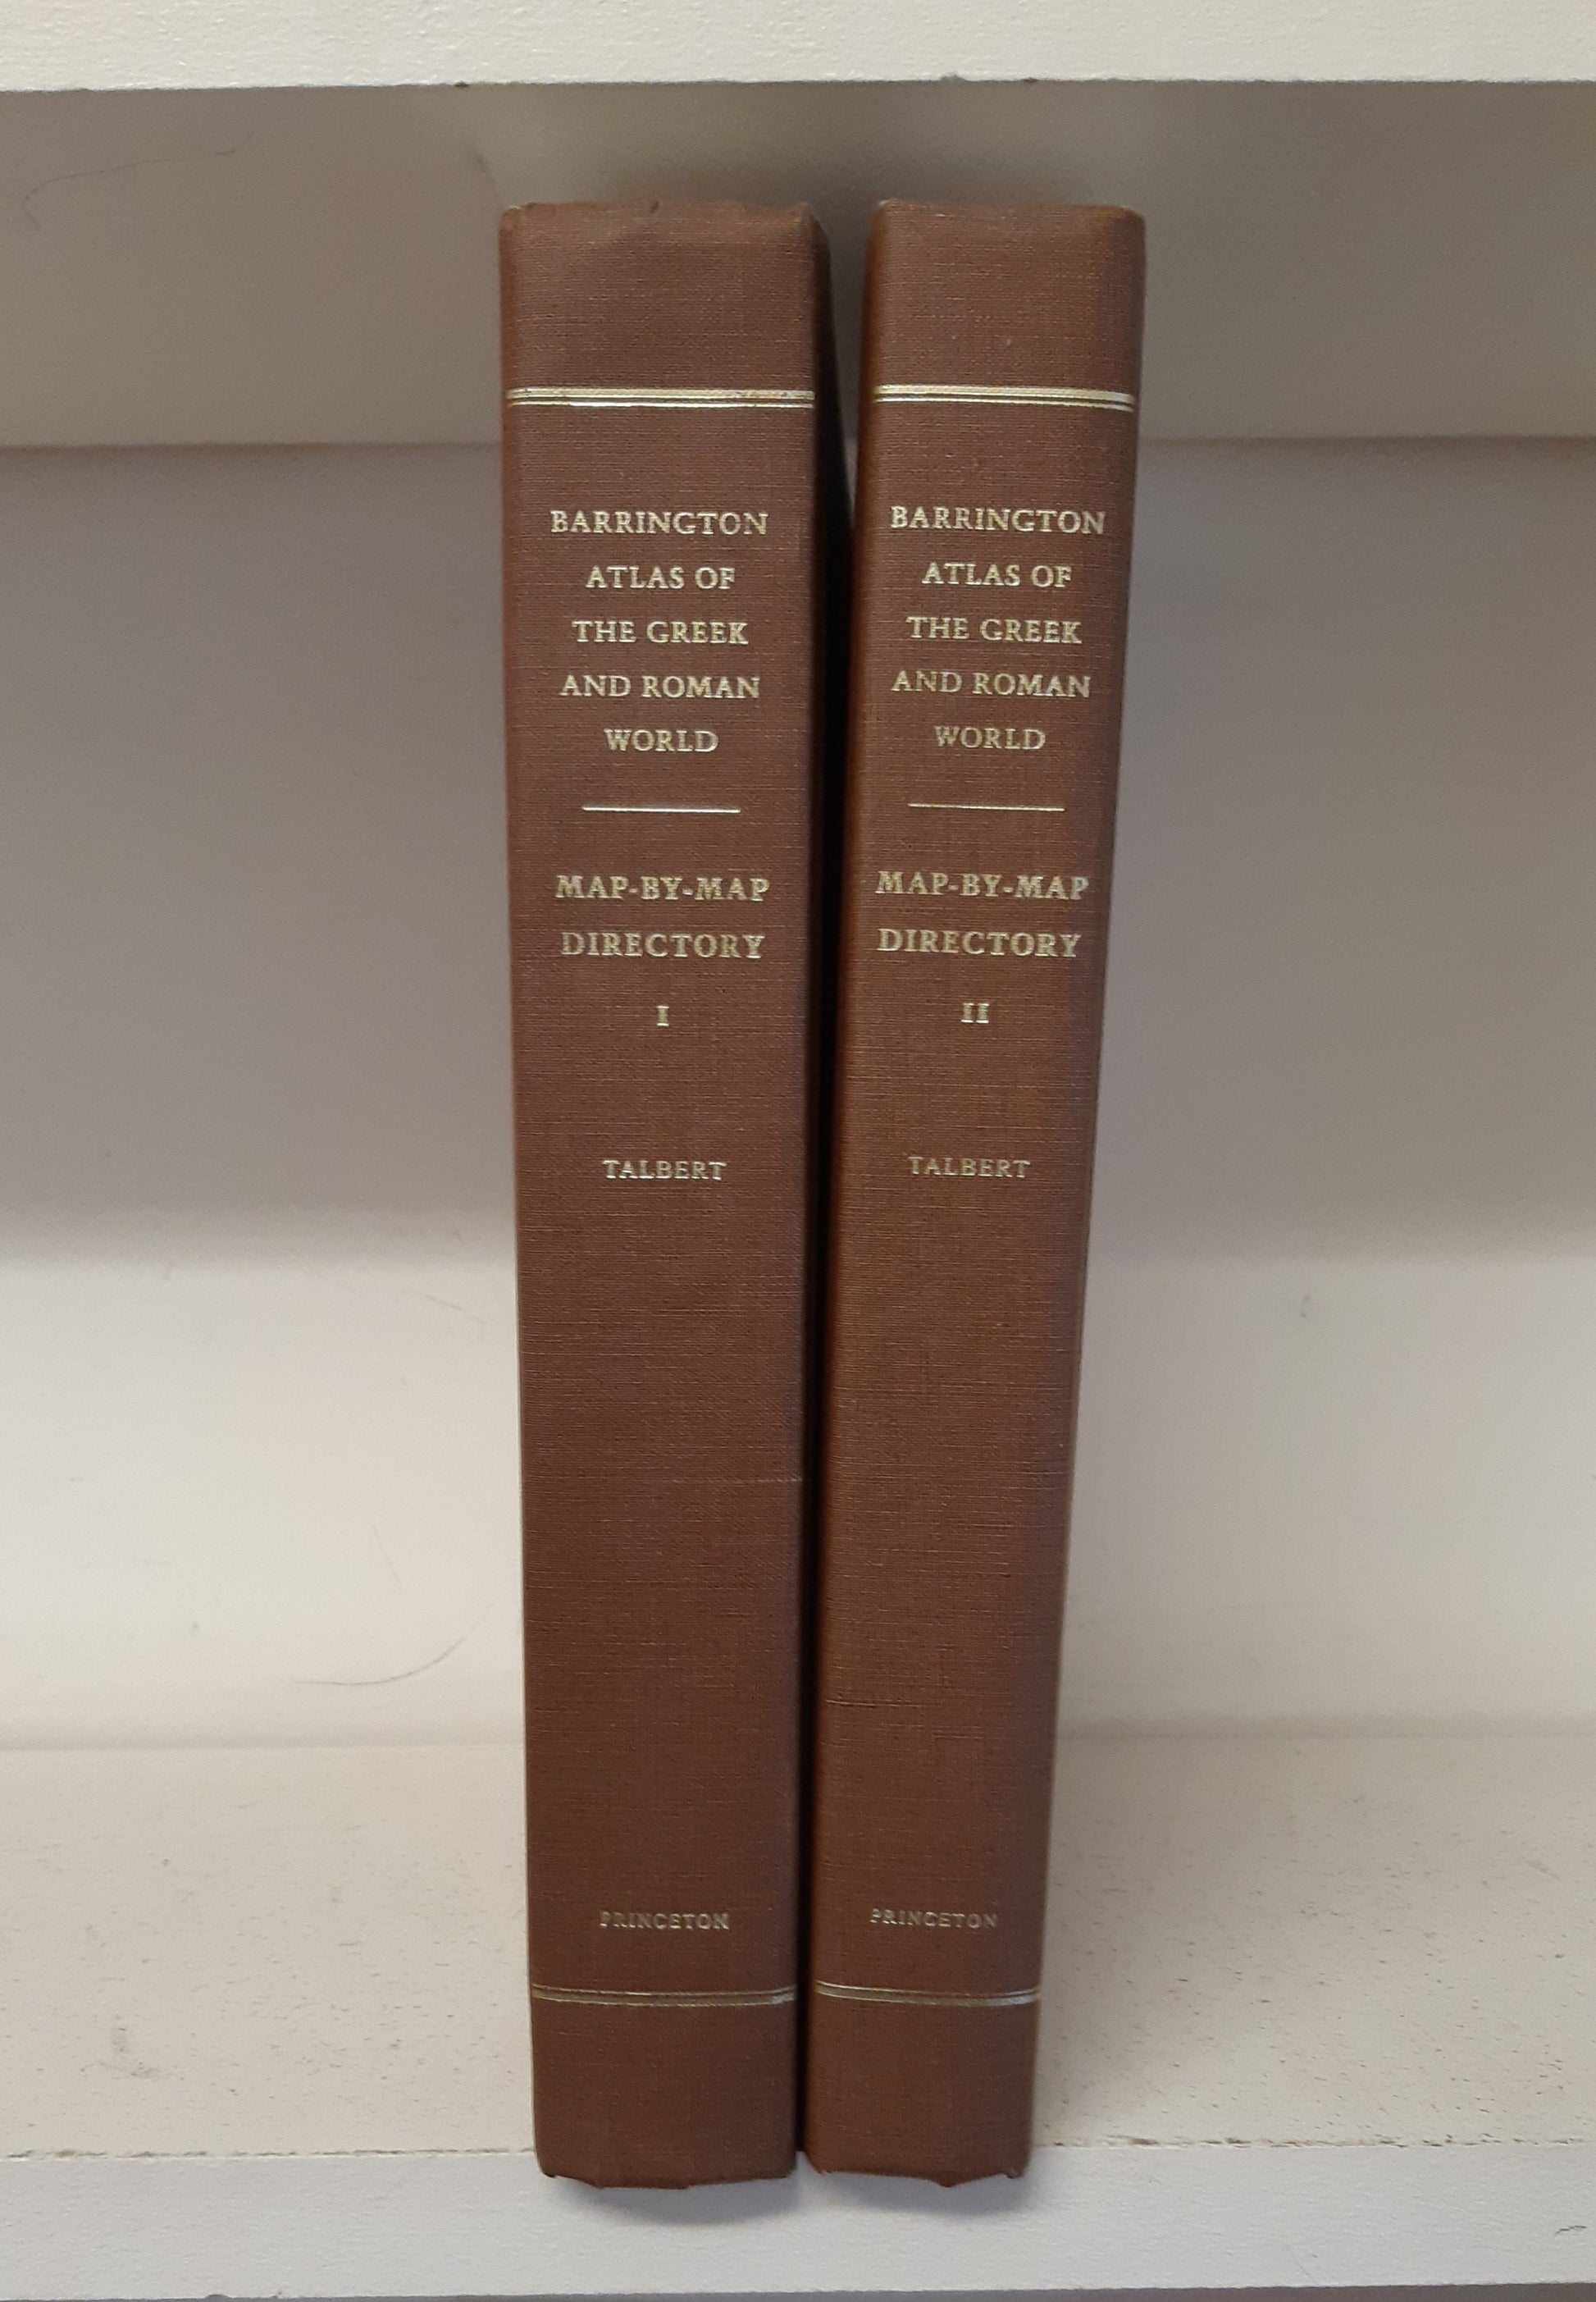 BARRINGTON
ATLAS OF
THE GREEK
AND ROMAN
WORLD
MAP-BY-MAP
DIRECTORY
I
TALBERT
PRINCETON
BARRINGTON
ATLAS OF
THE GREEK
AND ROMAN
WORLD
MAP-BY-MAP
DIRECTORY
II
TALBERT
PRINCETON